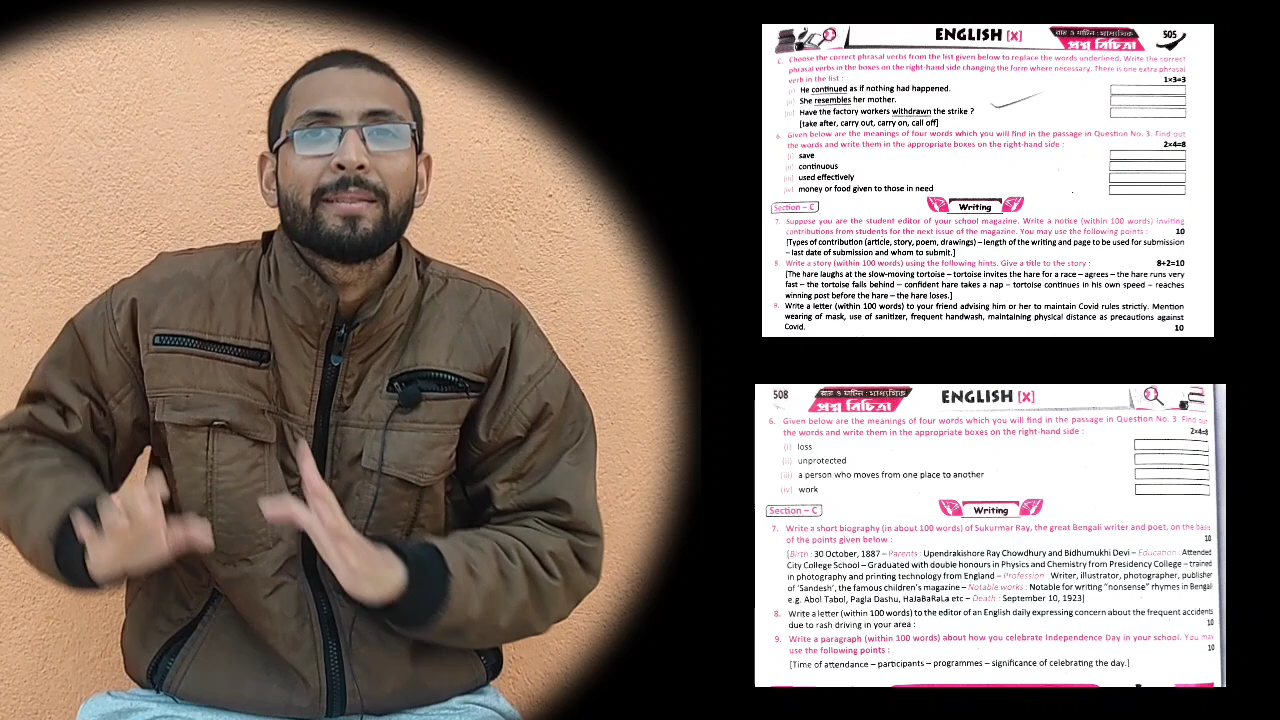 ENGLISH [X]
রায় ও মার্টিন : মাধ্যমিক
প্রশ্ন বিচিত্রা
505
C. Choose the correct phrasal verbs from the list given below to replace the words underlined. Write the correct
phrasal verbs in the boxes on the right-hand side changing the form where necessary. There is one extra phrasal
verb in the list : 1×3=3
(i) He continued as if nothing had happened.
(ii) She resembles her mother.
(iii) Have the factory workers withdrawn the strike ?
[take after, carry out, carry on, call off]
6. Given below are the meanings of four words which you will find in the passage in Question No. 3. Find out
the words and write them in the appropriate boxes on the right-hand side : 2×4=8
(i) save
(ii) continuous
(iii) used effectively
(iv) money or food given to those in need
Section – C
Writing
7. Suppose you are the student editor of your school magazine. Write a notice (within 100 words) inviting
contributions from students for the next issue of the magazine. You may use the following points : 10
[Types of contribution (article, story, poem, drawings) – length of the writing and page to be used for submission
– last date of submission and whom to submit.]
8. Write a story (within 100 words) using the following hints. Give a title to the story : 8+2=10
[The hare laughs at the slow-moving tortoise – tortoise invites the hare for a race – agrees – the hare runs very
fast – the tortoise falls behind – confident hare takes a nap – tortoise continues in his own speed – reaches
winning post before the hare – the hare loses.]
9. Write a letter (within 100 words) to your friend advising him or her to maintain Covid rules strictly. Mention
wearing of mask, use of sanitizer, frequent handwash, maintaining physical distance as precautions against
Covid. 10
508
রায় ও মার্টিন : মাধ্যমিক
প্রশ্ন বিচিত্রা
ENGLISH [X]
6. Given below are the meanings of four words which you will find in the passage in Question No. 3. Find out
the words and write them in the appropriate boxes on the right-hand side : 2×4=8
(i) loss
(ii) unprotected
(iii) a person who moves from one place to another
(iv) work
Section – C
Writing
7. Write a short biography (in about 100 words) of Sukurmar Ray, the great Bengali writer and poet, on the basis
of the points given below : 10
[Birth : 30 October, 1887 – Parents : Upendrakishore Ray Chowdhury and Bidhumukhi Devi – Education : Attended
City College School – Graduated with double honours in Physics and Chemistry from Presidency College – trained
in photography and printing technology from England – Profession : Writer, illustrator, photographer, publisher
of 'Sandesh', the famous children's magazine – Notable works : Notable for writing "nonsense" rhymes in Bengali
e.g. Abol Tabol, Pagla Dashu, HaJaBaRaLa etc – Death : September 10, 1923]
8. Write a letter (within 100 words) to the editor of an English daily expressing concern about the frequent accidents
due to rash driving in your area : 10
9. Write a paragraph (within 100 words) about how you celebrate Independence Day in your school. You may
use the following points : 10
[Time of attendance – participants – programmes – significance of celebrating the day.]